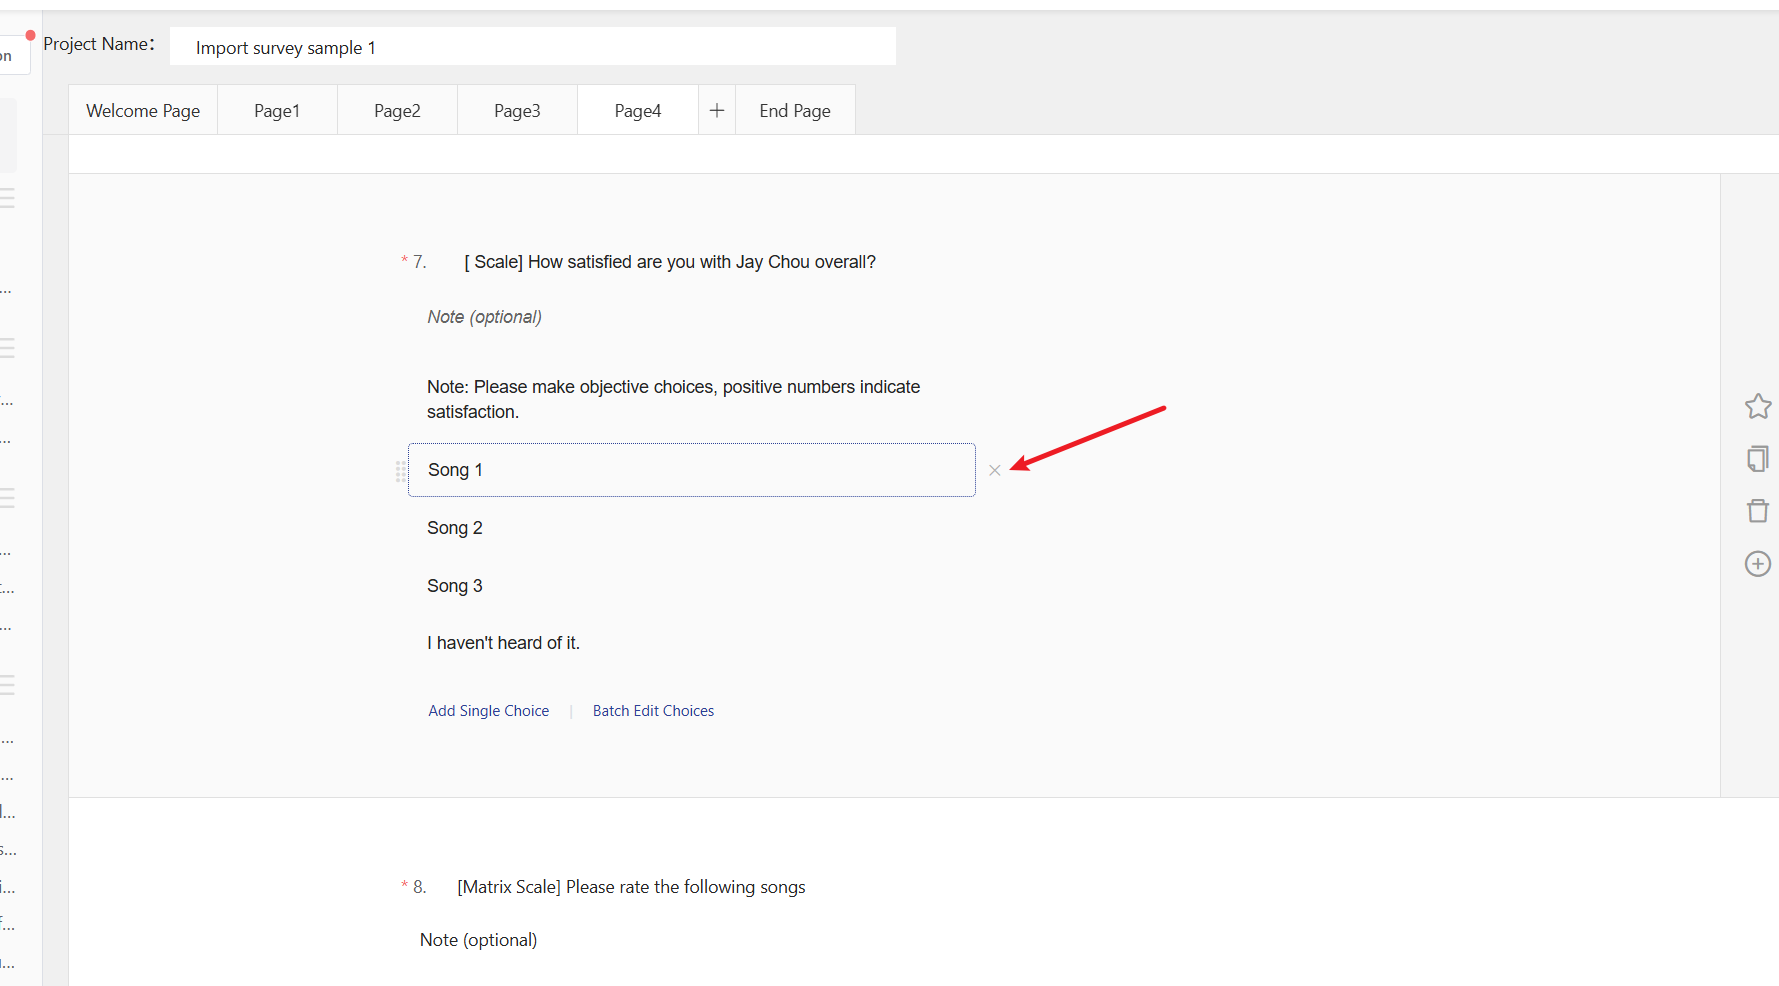 on
Project Name：
Import survey sample 1
Welcome Page
Page1
Page2
Page3
Page4
+
End Page
* 7.
[ Scale] How satisfied are you with Jay Chou overall?
Note (optional)
Note: Please make objective choices, positive numbers indicate
satisfaction.
Song 1
Song 2
Song 3
I haven't heard of it.
Add Single Choice | Batch Edit Choices
* 8.
[Matrix Scale] Please rate the following songs
Note (optional)